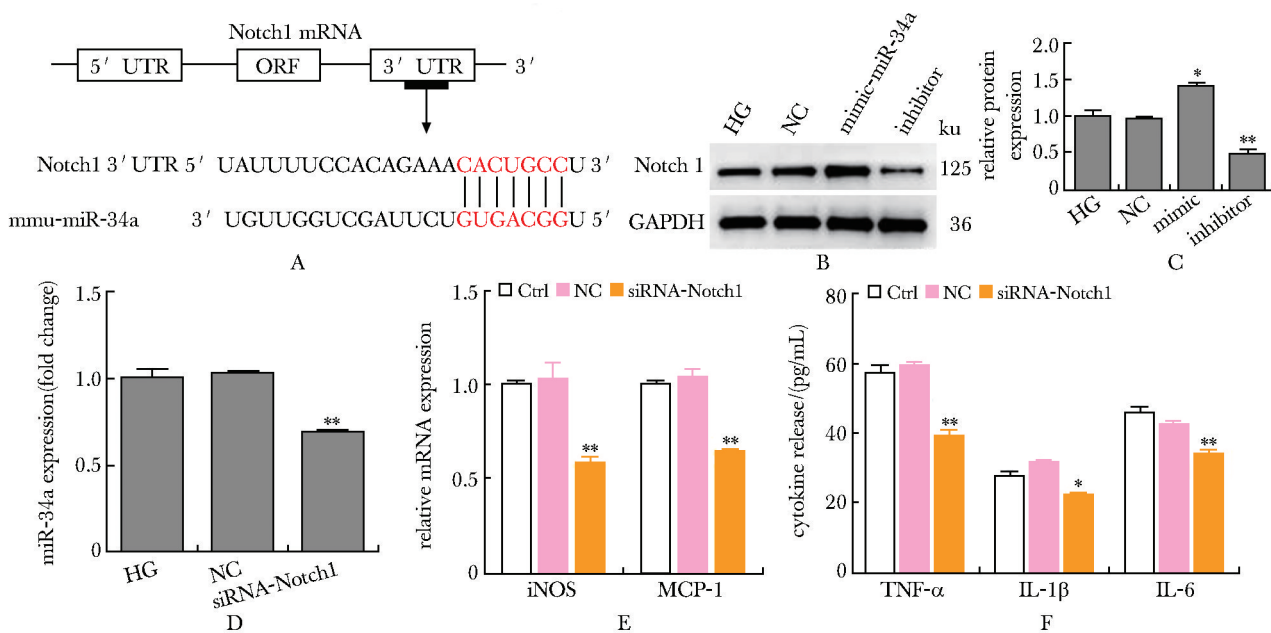 Notch1 mRNA
5′ UTR
ORF
3′ UTR
3′
Notch1 3′UTR 5′ UAUUUUCCACAGAAACACUGCCU 3′
mmu-miR-34a 3′ UGUUGGUCGAUUCUGUGACGGU 5′
A
HG
NC
mimic-miR-34a
inhibitor
ku
Notch 1
125
GAPDH
36
B
relative protein
expression
2.0
1.5
1.0
0.5
0
*
**
HG
NC
mimic
inhibitor
C
miR-34a expression(fold change)
1.5
1.0
0.5
0
**
HG
NC
siRNA-Notch1
D
Ctrl NC siRNA-Notch1
relative mRNA expression
1.5
1.0
0.5
0
**
**
iNOS
MCP-1
E
Ctrl NC siRNA-Notch1
cytokine release/(pg/mL)
80
60
40
20
0
**
*
**
TNF-α
IL-1β
IL-6
F